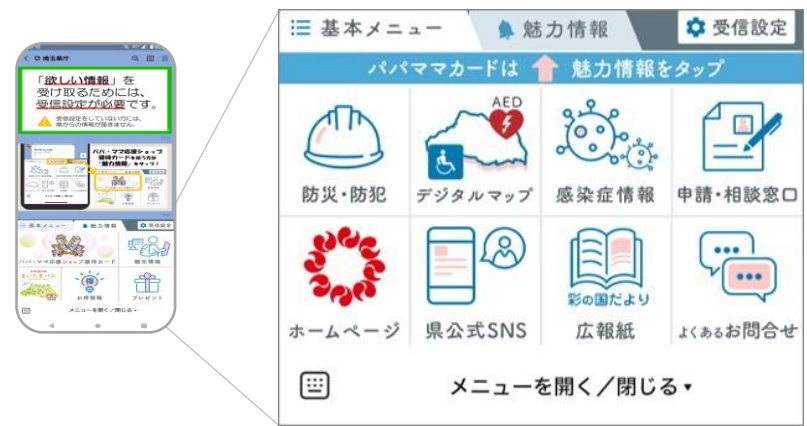 埼玉県庁
「欲しい情報」を
受け取るためには、
受信設定が必要です。
受信設定をしていない方には、
県からの情報が届きません。
パパ・ママ応援ショップ
優待カードを使う方は
「魅力情報」をタップ!
基本メニュー
魅力情報
受信設定
パパ・ママ応援ショップ優待カード
観光情報
お得情報
プレゼント
メニューを開く/閉じる▾
基本メニュー
魅力情報
受信設定
パパママカードは 魅力情報をタップ
AED
防災・防犯
デジタルマップ
感染症情報
申請・相談窓口
彩の国だより
ホームページ
県公式SNS
広報紙
よくあるお問合せ
メニューを開く/閉じる▾